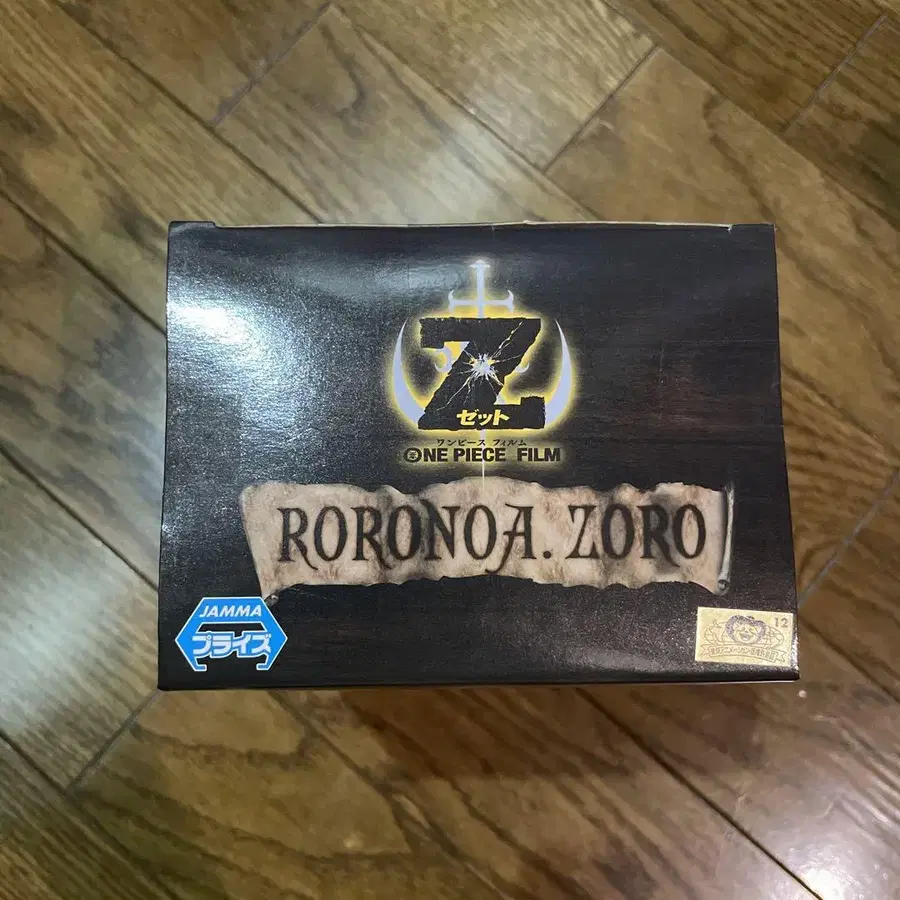 Z
ゼット
ワンピース フィルム
ONE PIECE FILM
RORONOA. ZORO
JAMMA
プライズ
12